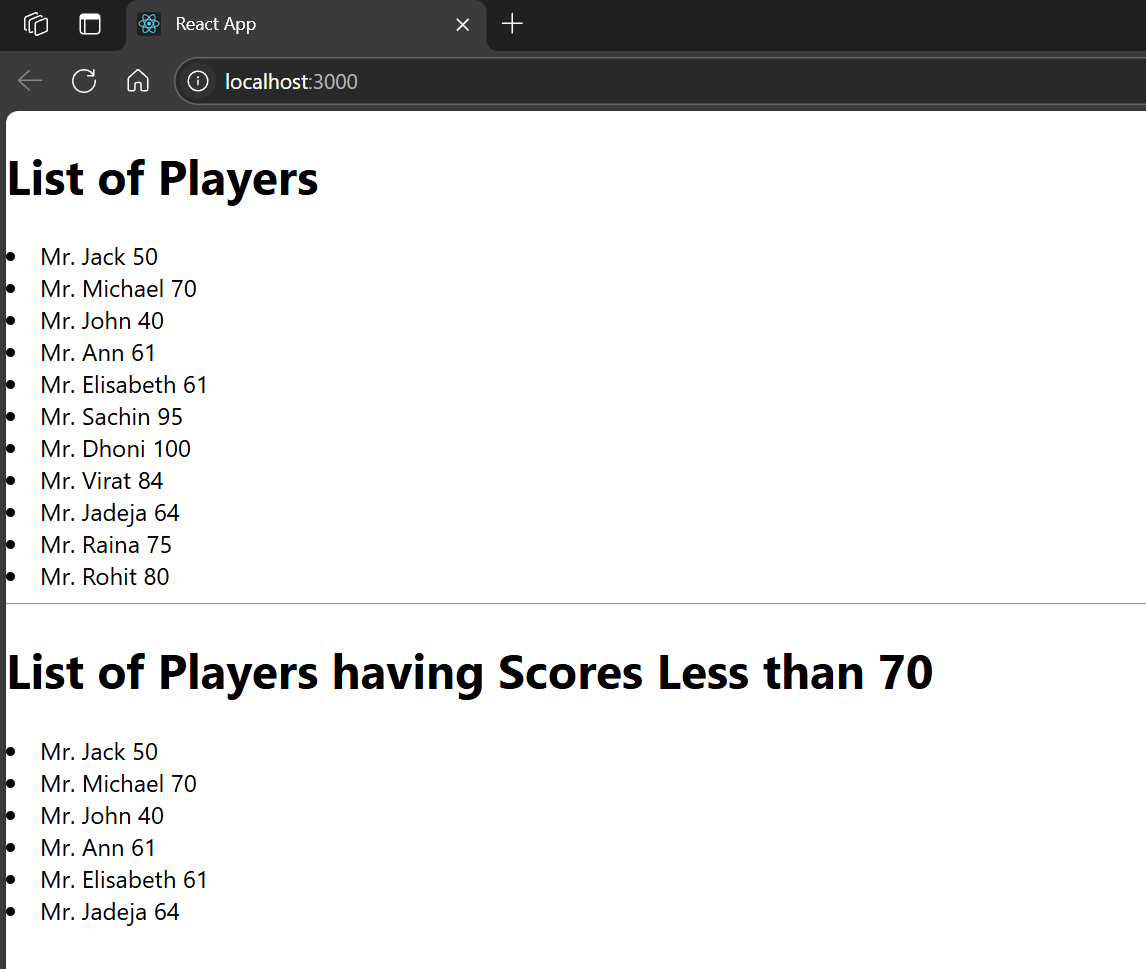 React App
localhost:3000
List of Players
Mr. Jack 50
Mr. Michael 70
Mr. John 40
Mr. Ann 61
Mr. Elisabeth 61
Mr. Sachin 95
Mr. Dhoni 100
Mr. Virat 84
Mr. Jadeja 64
Mr. Raina 75
Mr. Rohit 80
List of Players having Scores Less than 70
Mr. Jack 50
Mr. Michael 70
Mr. John 40
Mr. Ann 61
Mr. Elisabeth 61
Mr. Jadeja 64